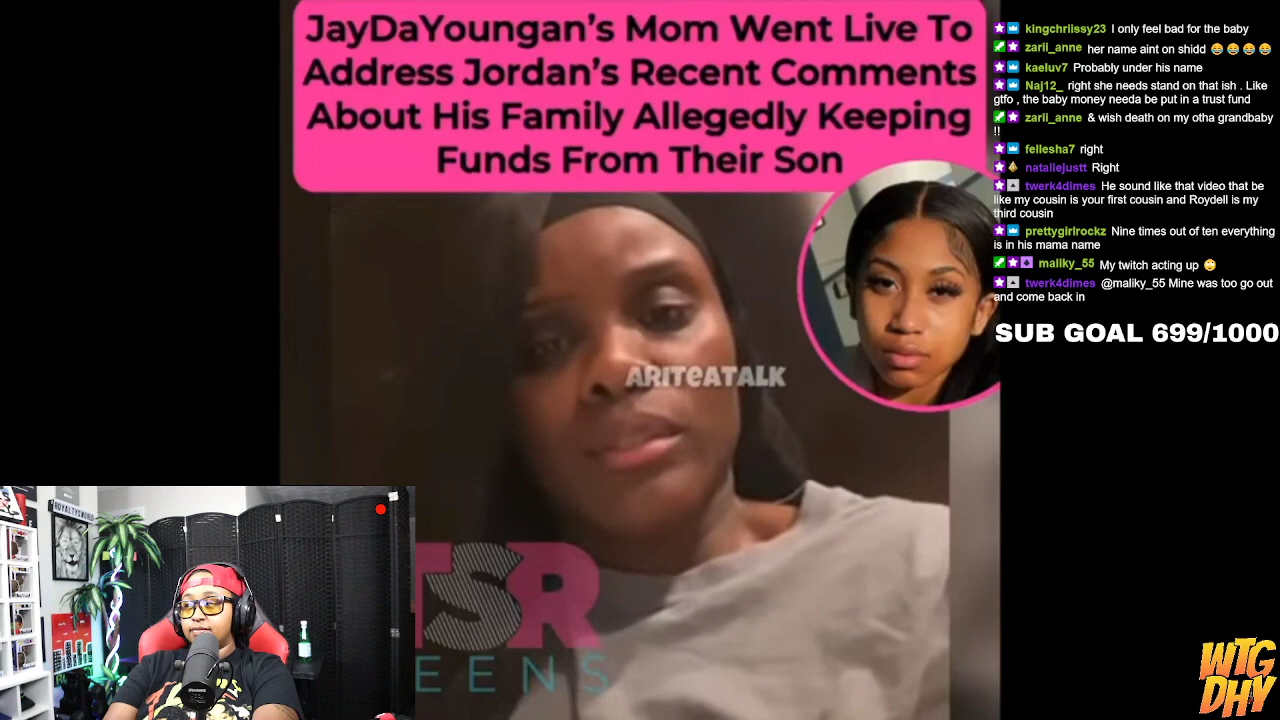 JayDaYoungan’s Mom Went Live To
Address Jordan’s Recent Comments
About His Family Allegedly Keeping
Funds From Their Son
ARITEATALK
TSR
EENS
ROYALTYSWORLD
kingchriissy23 I only feel bad for the baby
zarii_anne her name aint on shidd 😂 😂 😂 😂
kaeluv7 Probably under his name
Naj12_ right she needs stand on that ish . Like
gtfo , the baby money needa be put in a trust fund
zarii_anne & wish death on my otha grandbaby
!!
fellesha7 right
nataliejustt Right
twerk4dimes He sound like that video that be
like my cousin is your first cousin and Roydell is my
third cousin
prettygirlrockz Nine times out of ten everything
is in his mama name
maliky_55 My twitch acting up 🙄
twerk4dimes @maliky_55 Mine was too go out
and come back in
SUB GOAL 699/1000
WTG
DHY